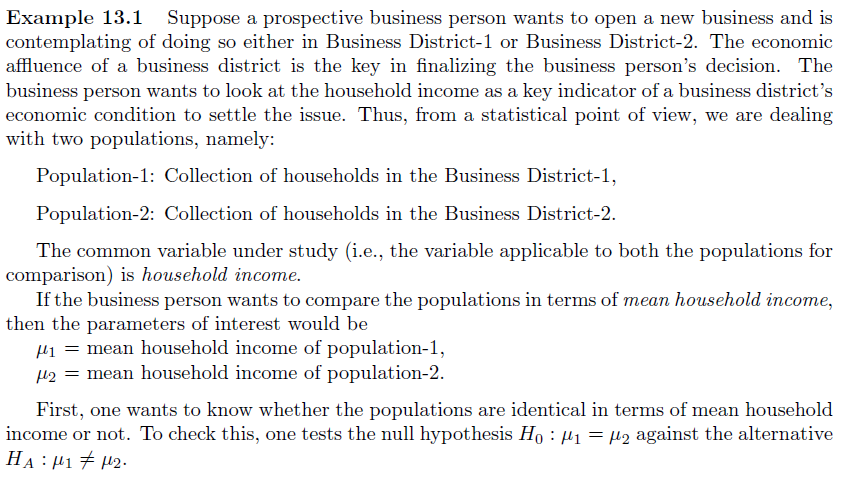 Example 13.1 Suppose a prospective business person wants to open a new business and is
contemplating of doing so either in Business District-1 or Business District-2. The economic
affluence of a business district is the key in finalizing the business person's decision. The
business person wants to look at the household income as a key indicator of a business district's
economic condition to settle the issue. Thus, from a statistical point of view, we are dealing
with two populations, namely:
Population-1: Collection of households in the Business District-1,
Population-2: Collection of households in the Business District-2.
The common variable under study (i.e., the variable applicable to both the populations for
comparison) is household income.
If the business person wants to compare the populations in terms of mean household income,
then the parameters of interest would be
μ₁ = mean household income of population-1,
μ₂ = mean household income of population-2.
First, one wants to know whether the populations are identical in terms of mean household
income or not. To check this, one tests the null hypothesis H₀ : μ₁ = μ₂ against the alternative
H_A : μ₁ ≠ μ₂.